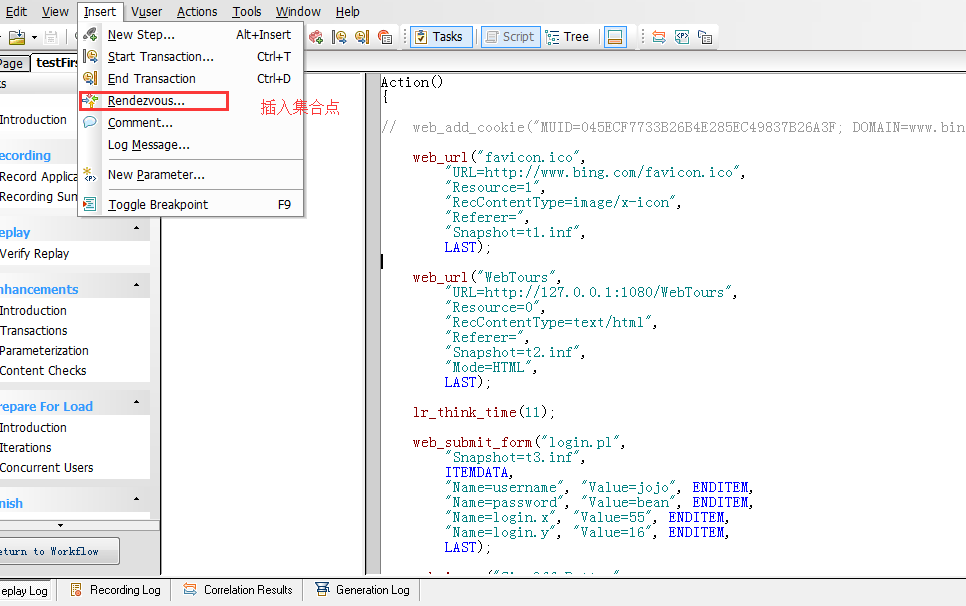 Edit View Insert Vuser Actions Tools Window Help
New Step... Alt+Insert
Start Transaction... Ctrl+T
End Transaction Ctrl+D
Rendezvous...
插入集合点
Comment...
Log Message...
New Parameter...
Toggle Breakpoint F9
Tasks Script Tree
Page testFirs
ks
Introduction
ecording
Record Applica
Recording Sun
eplay
Verify Replay
nhancements
Introduction
Transactions
Parameterization
Content Checks
repare For Load
Introduction
Iterations
Concurrent Users
nish
eturn to Workflow
Action()
{
// web_add_cookie("MUID=045ECF7733B26B4E285EC49837B26A3F; DOMAIN=www.bin
web_url("favicon.ico",
"URL=http://www.bing.com/favicon.ico",
"Resource=1",
"RecContentType=image/x-icon",
"Referer=",
"Snapshot=t1.inf",
LAST);
web_url("WebTours",
"URL=http://127.0.0.1:1080/WebTours",
"Resource=0",
"RecContentType=text/html",
"Referer=",
"Snapshot=t2.inf",
"Mode=HTML",
LAST);
lr_think_time(11);
web_submit_form("login.pl",
"Snapshot=t3.inf",
ITEMDATA,
"Name=username", "Value=jojo", ENDITEM,
"Name=password", "Value=bean", ENDITEM,
"Name=login.x", "Value=55", ENDITEM,
"Name=login.y", "Value=16", ENDITEM,
LAST);
eplay Log Recording Log Correlation Results Generation Log